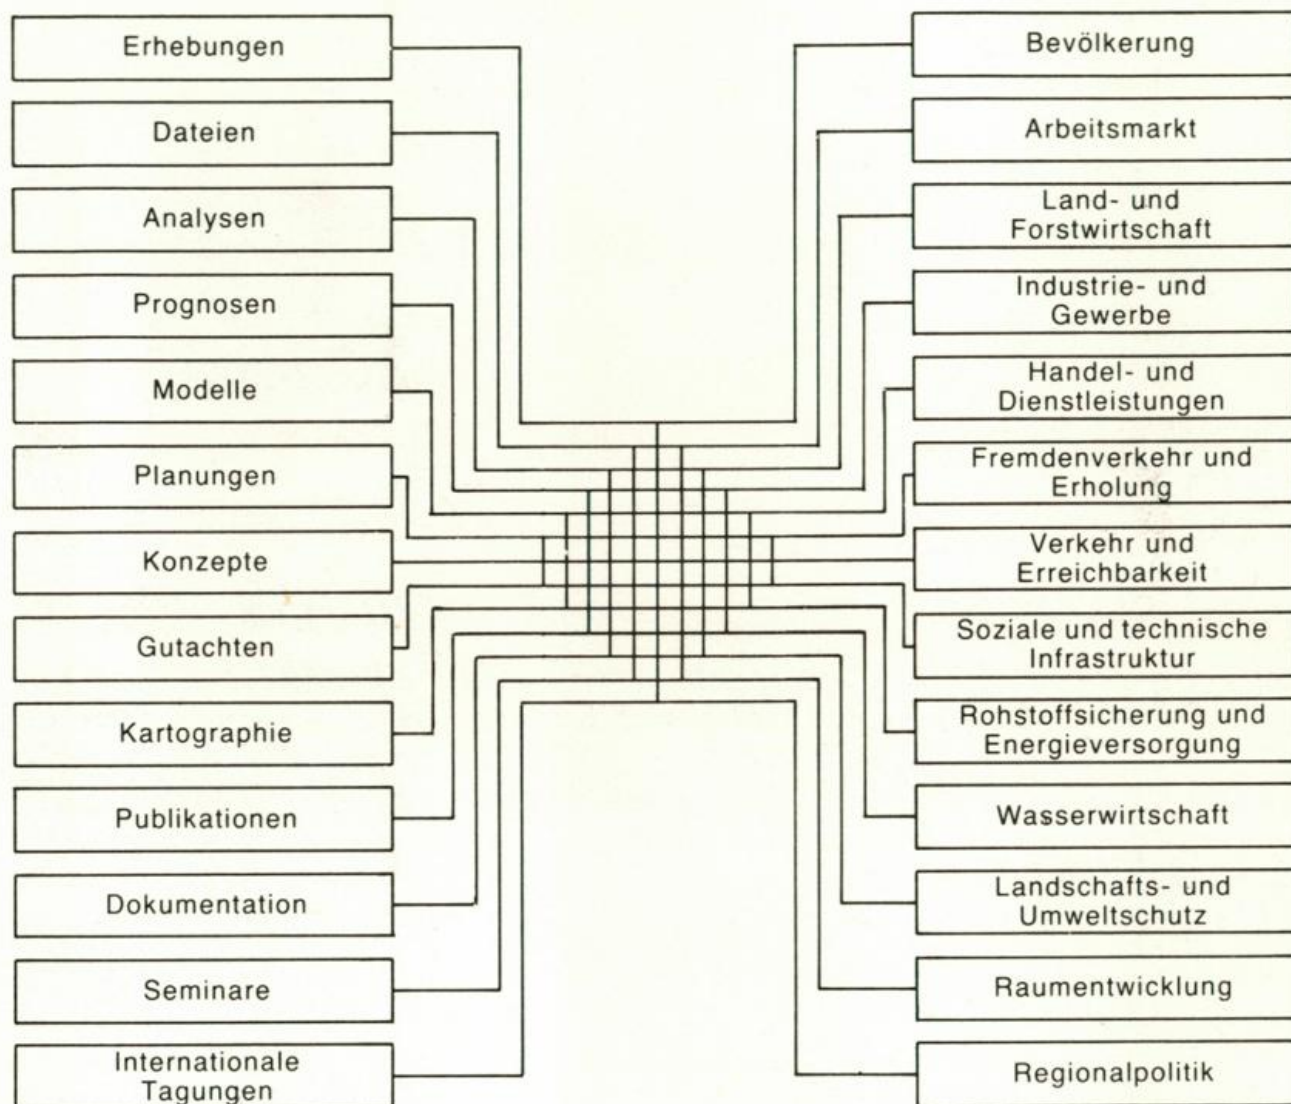 Erhebungen
Dateien
Analysen
Prognosen
Modelle
Planungen
Konzepte
Gutachten
Kartographie
Publikationen
Dokumentation
Seminare
Internationale
Tagungen
Bevölkerung
Arbeitsmarkt
Land- und
Forstwirtschaft
Industrie- und
Gewerbe
Handel- und
Dienstleistungen
Fremdenverkehr und
Erholung
Verkehr und
Erreichbarkeit
Soziale und technische
Infrastruktur
Rohstoffsicherung und
Energieversorgung
Wasserwirtschaft
Landschafts- und
Umweltschutz
Raumentwicklung
Regionalpolitik